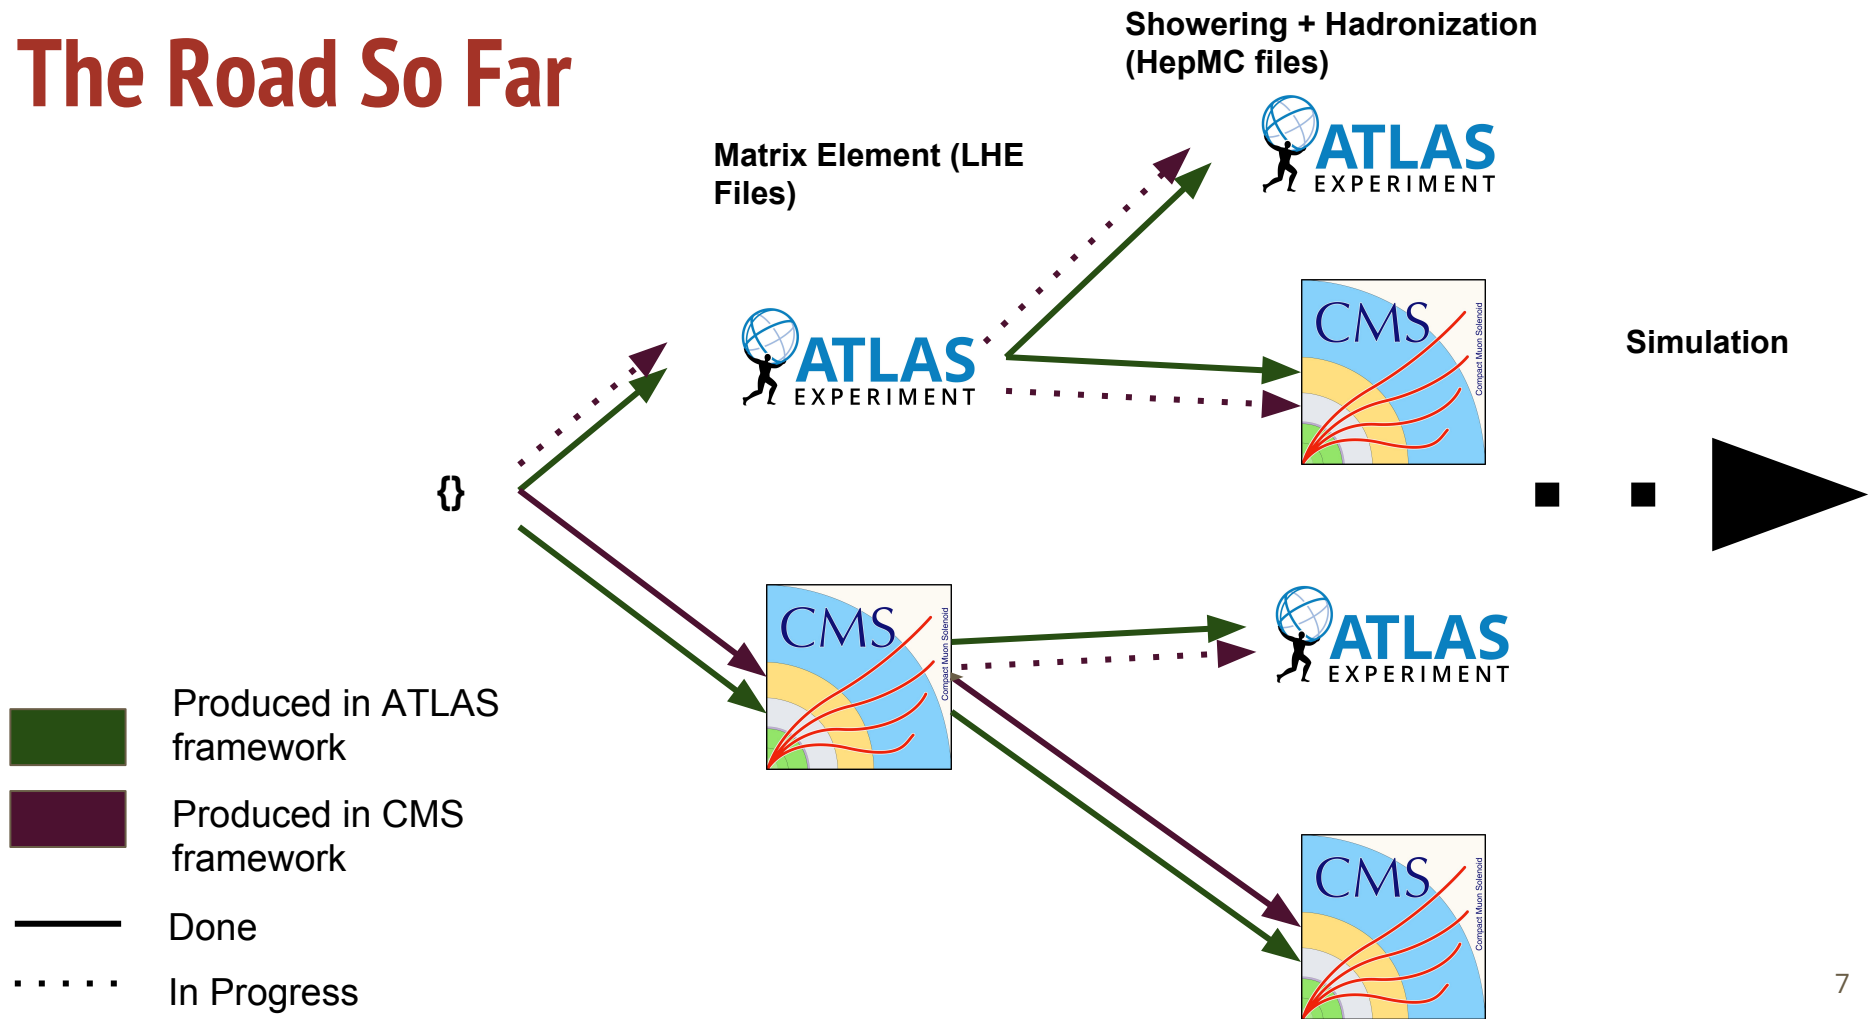 The Road So Far
Showering + Hadronization
(HepMC files)
Matrix Element (LHE
Files)
ATLAS
EXPERIMENT
CMS
Compact Muon Solenoid
ATLAS
EXPERIMENT
Simulation
{}
CMS
Compact Muon Solenoid
ATLAS
EXPERIMENT
Produced in ATLAS
framework
Produced in CMS
framework
CMS
Compact Muon Solenoid
Done
In Progress
7